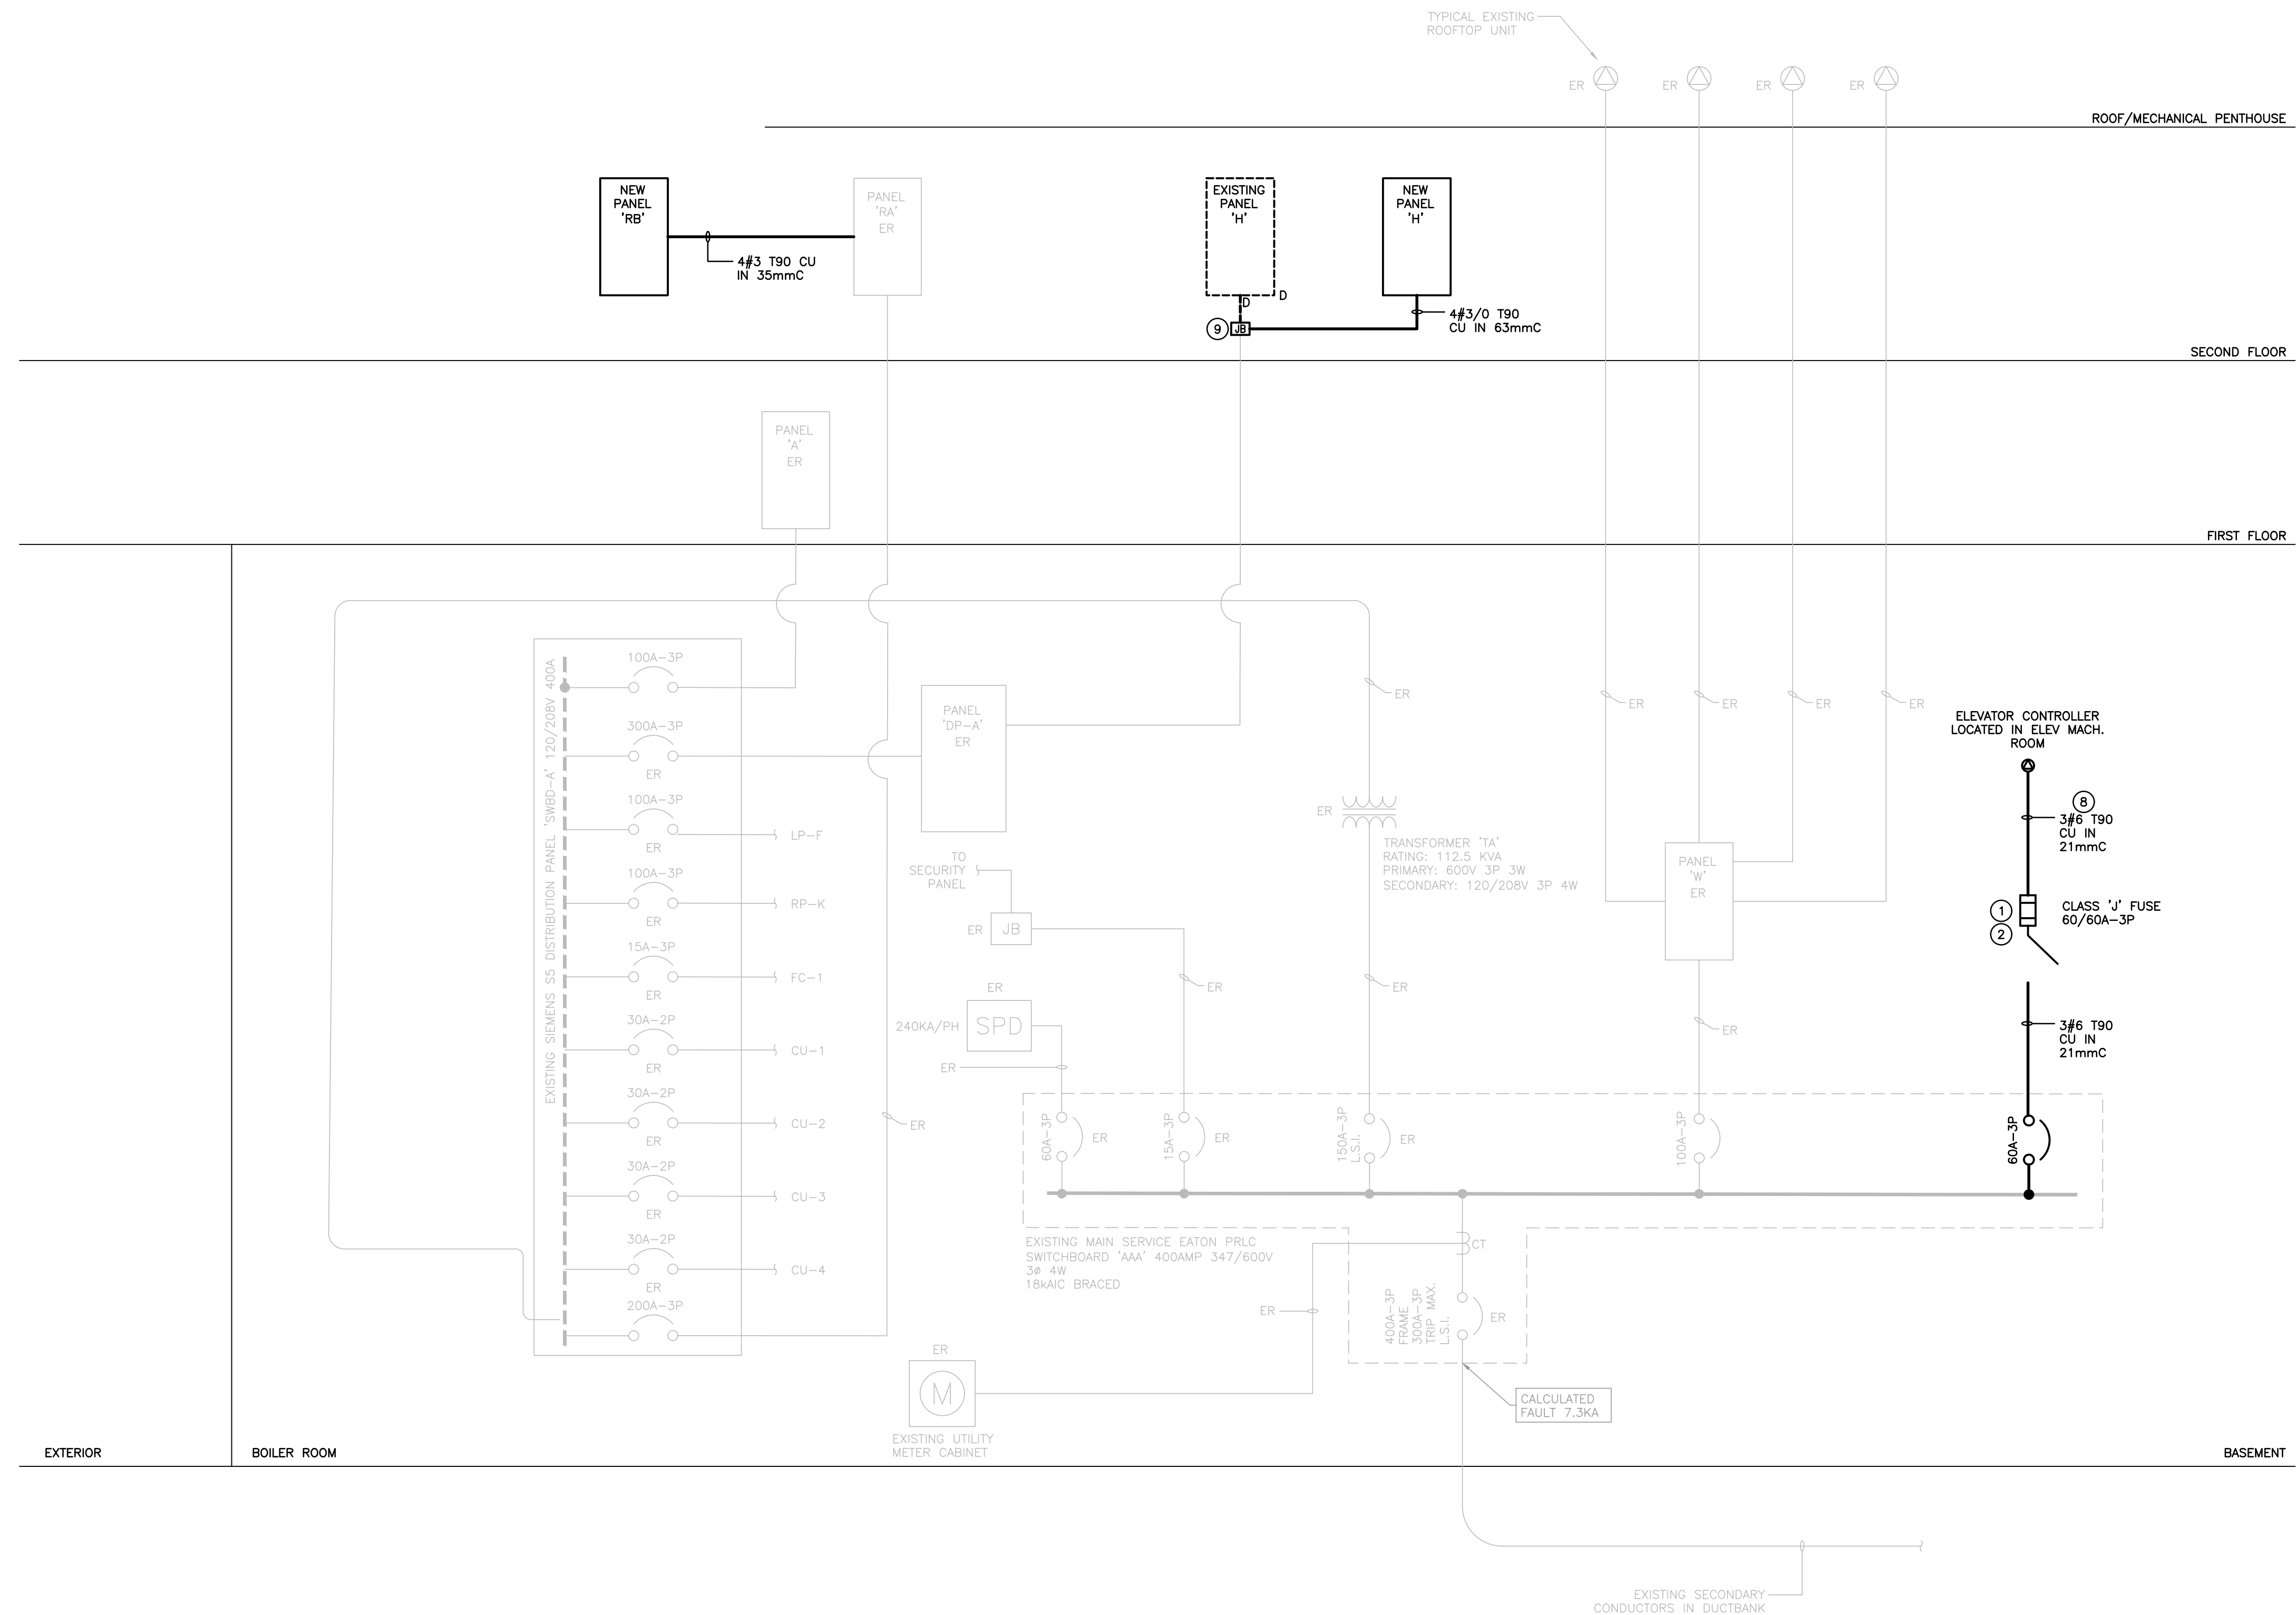 TYPICAL EXISTING
ROOFTOP UNIT
ER
ER
ER
ER
ROOF/MECHANICAL PENTHOUSE
NEW
PANEL
'RB'
4#3 T90 CU
IN 35mmC
PANEL
'RA'
ER
EXISTING
PANEL
'H'
D
D
9
JB
NEW
PANEL
'H'
4#3/0 T90
CU IN 63mmC
SECOND FLOOR
PANEL
'A'
ER
FIRST FLOOR
EXISTING SIEMENS S5 DISTRIBUTION PANEL 'SWBD-A' 120/208V 400A
100A-3P
300A-3P
ER
100A-3P
ER
LP-F
100A-3P
ER
RP-K
15A-3P
ER
FC-1
30A-2P
ER
CU-1
30A-2P
ER
CU-2
30A-2P
ER
CU-3
30A-2P
ER
CU-4
200A-3P
ER
PANEL
'DP-A'
ER
TO
SECURITY
PANEL
ER
JB
ER
ER
SPD
240KA/PH
ER
ER
ER
TRANSFORMER 'TA'
RATING: 112.5 KVA
PRIMARY: 600V 3P 3W
SECONDARY: 120/208V 3P 4W
ER
ER
ER
ER
ER
PANEL
'W'
ER
ER
ELEVATOR CONTROLLER
LOCATED IN ELEV MACH.
ROOM
8
3#6 T90
CU IN
21mmC
1
2
CLASS 'J' FUSE
60/60A-3P
3#6 T90
CU IN
21mmC
60A-3P
ER
15A-3P
ER
150A-3P
L.S.I.
ER
100A-3P
60A-3P
EXISTING MAIN SERVICE EATON PRLC
SWITCHBOARD 'AAA' 400AMP 347/600V
3ø 4W
18kAIC BRACED
CT
ER
400A-3P
FRAME
300A-3P
TRIP MAX.
L.S.I.
ER
ER
M
EXISTING UTILITY
METER CABINET
CALCULATED
FAULT 7.3KA
EXTERIOR
BOILER ROOM
BASEMENT
EXISTING SECONDARY
CONDUCTORS IN DUCTBANK